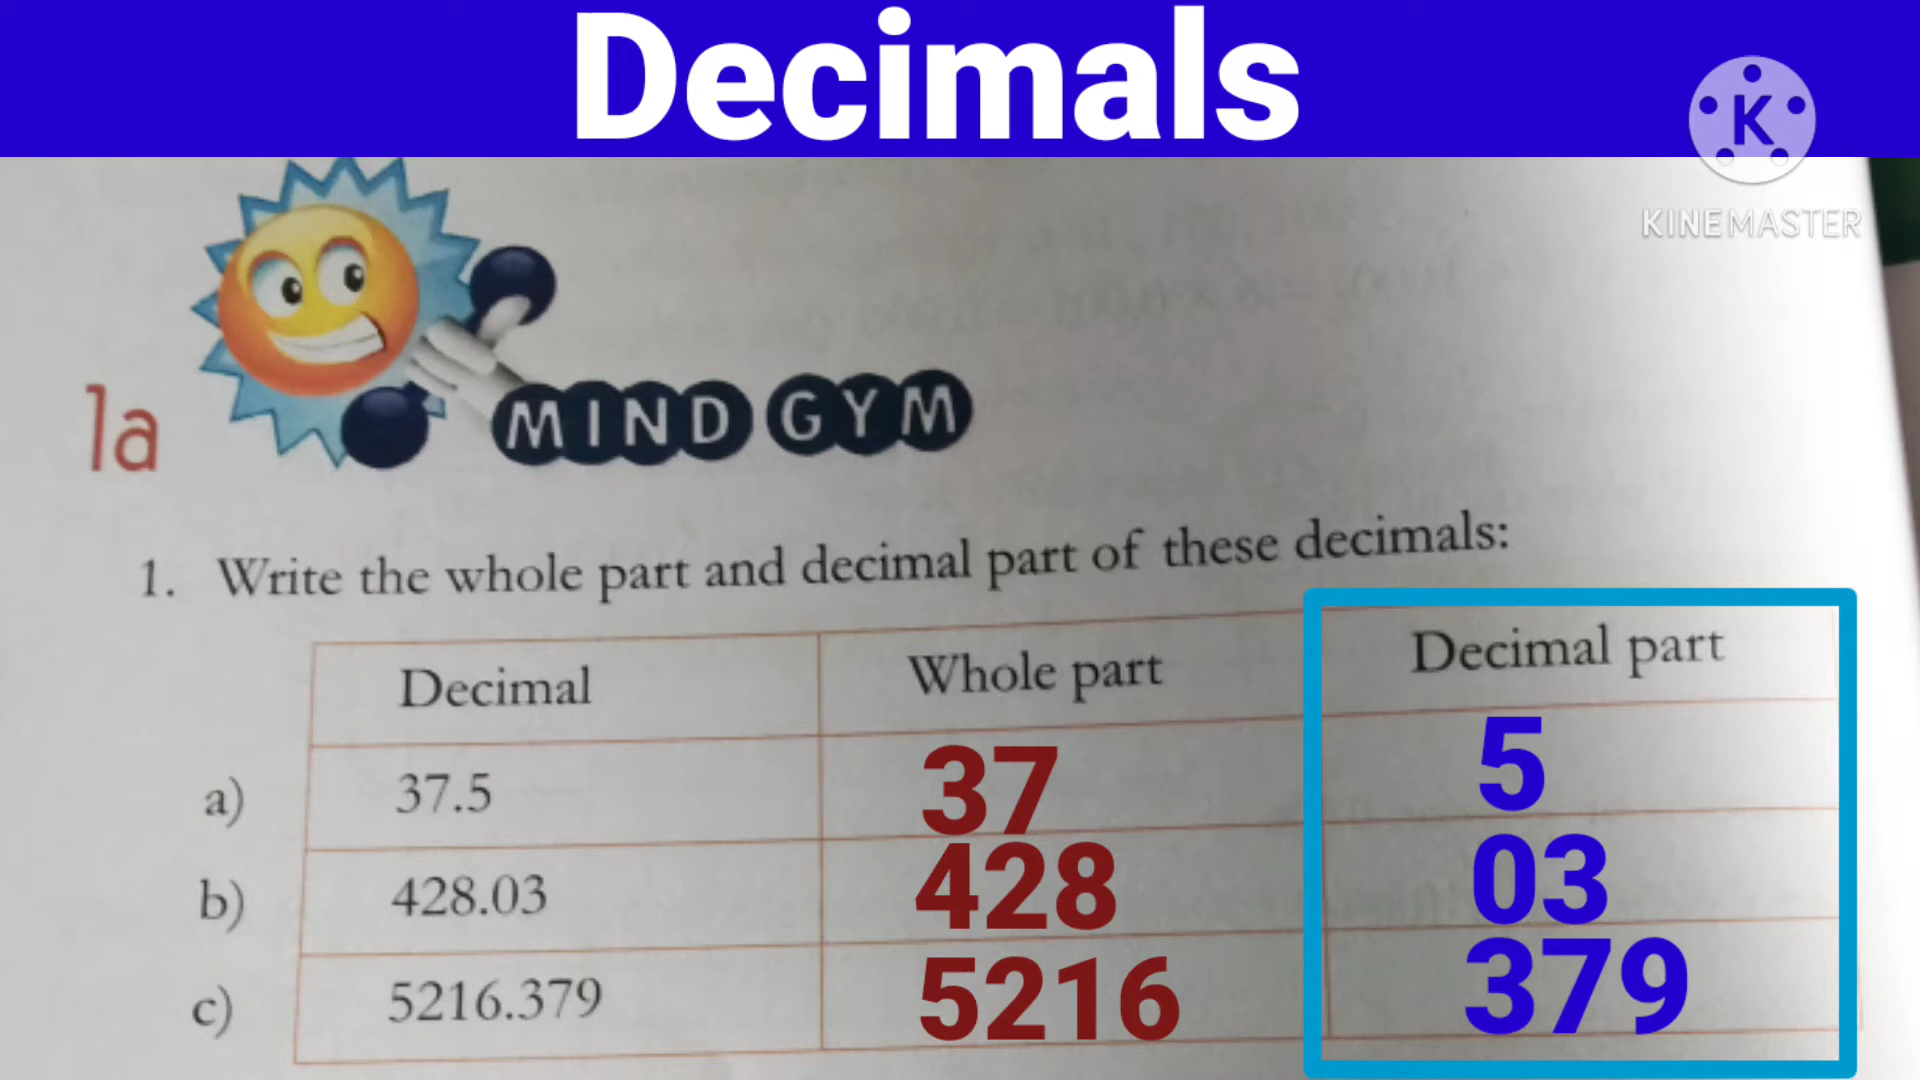 Decimals
K
KINEMASTER
1a
MIND GYM
1. Write the whole part and decimal part of these decimals:
Decimal Whole part Decimal part
a) 37.5 37 5
b) 428.03 428 03
c) 5216.379 5216 379